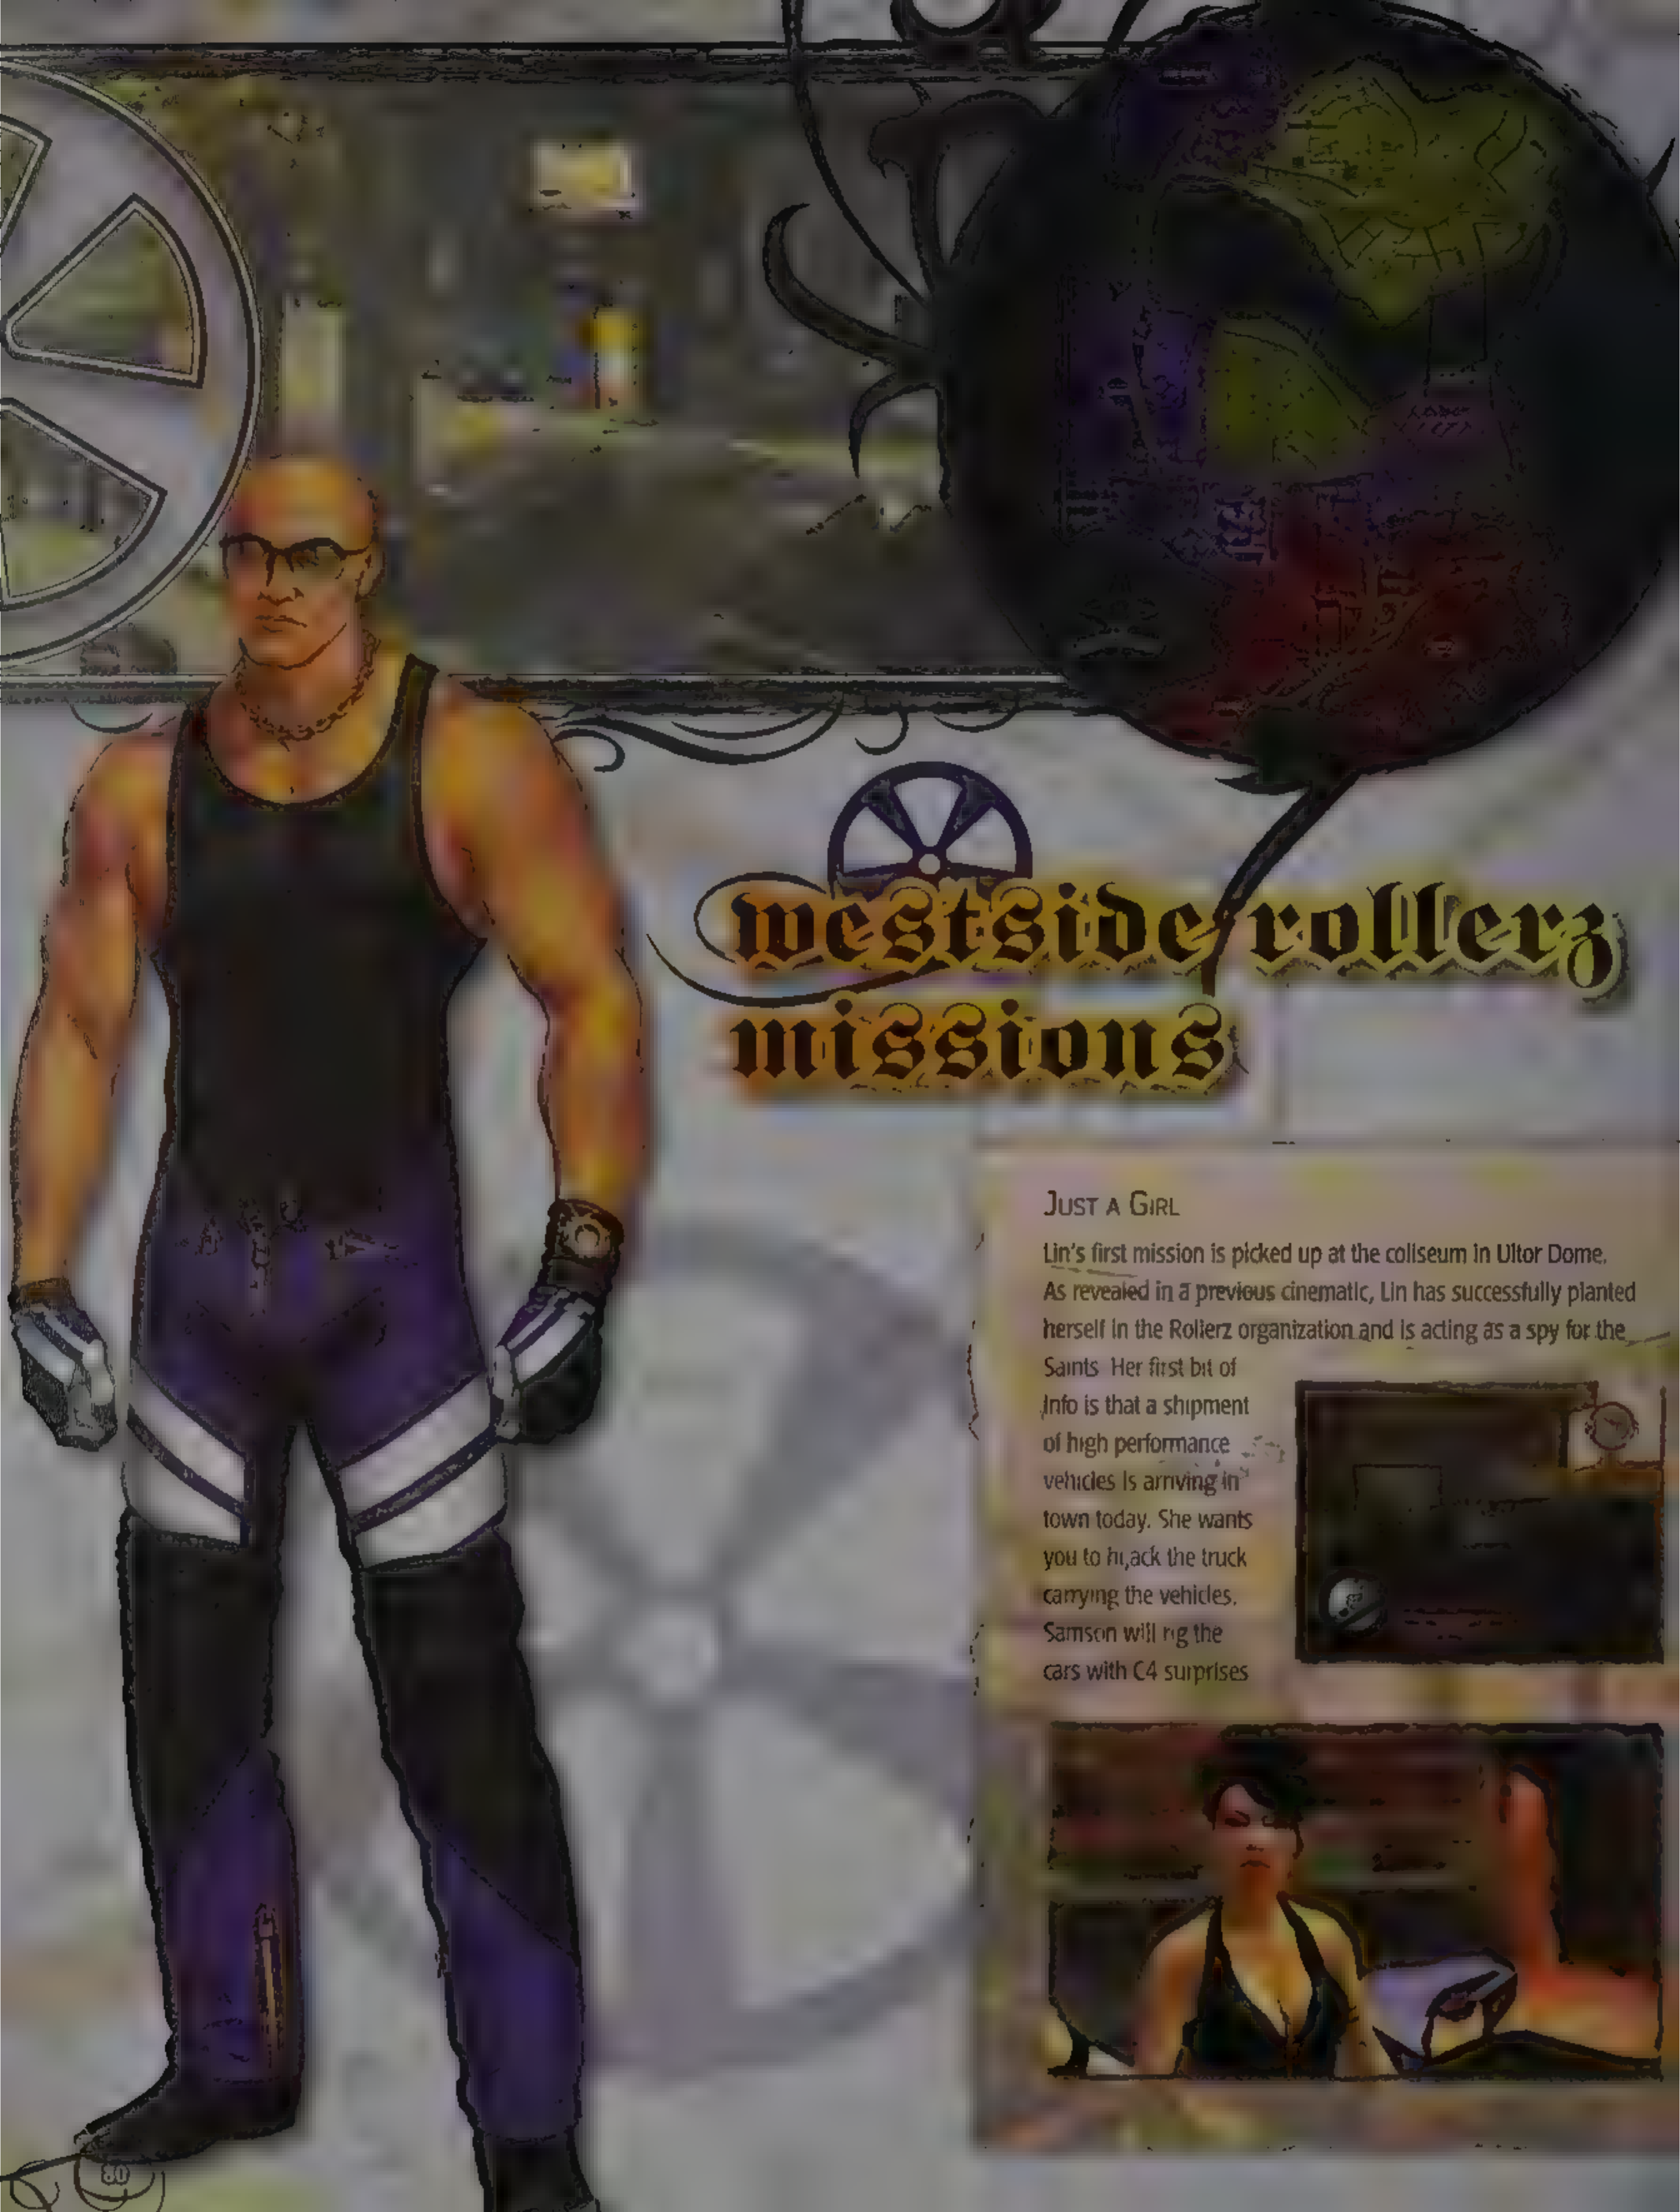 westside rollerz
missions
JUST A GIRL
Lin's first mission is picked up at the coliseum in Ultor Dome.
As revealed in a previous cinematic, Lin has successfully planted
herself in the Rollerz organization and is acting as a spy for the
Saints Her first bit of
info is that a shipment
of high performance
vehicles is arriving in
town today. She wants
you to hijack the truck
carrying the vehicles.
Samson will rig the
cars with C4 surprises
80